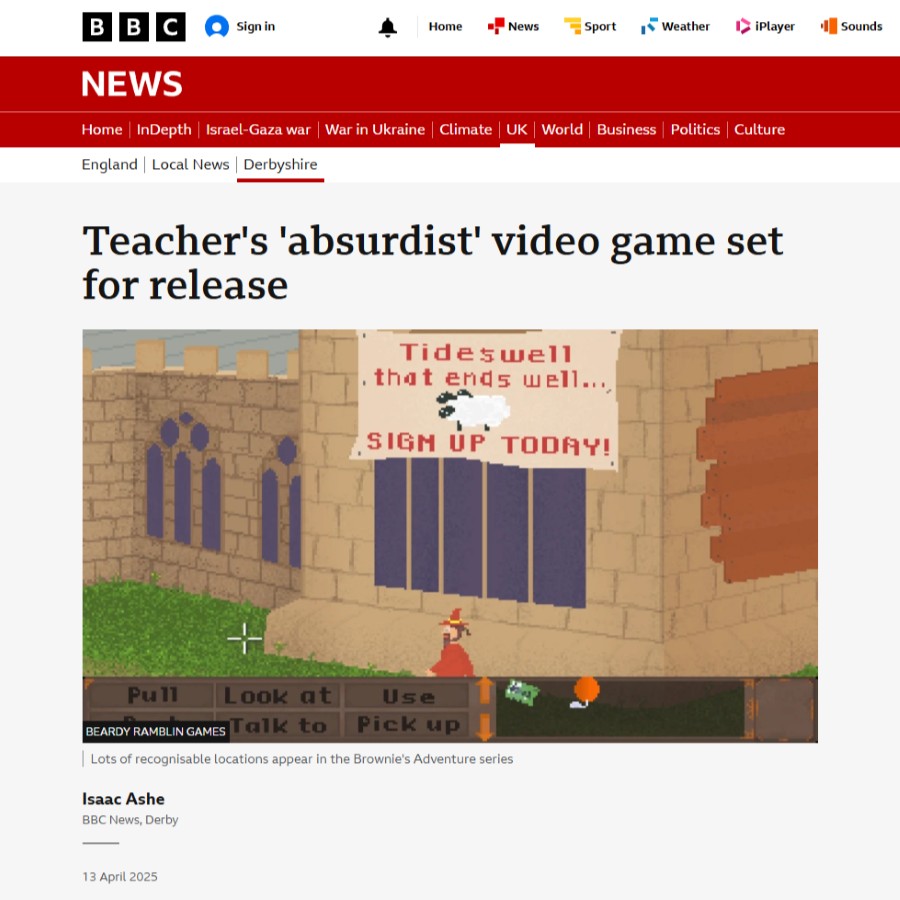 BBC Sign in Home News Sport Weather iPlayer Sounds
NEWS
Home InDepth Israel-Gaza war War in Ukraine Climate UK World Business Politics Culture
England Local News Derbyshire
Teacher's 'absurdist' video game set
for release
Tideswell
that ends well...
SIGN UP TODAY!
Pull Look at Use
Talk to Pick up
BEARDY RAMBLIN GAMES
Lots of recognisable locations appear in the Brownie's Adventure series
Isaac Ashe
BBC News, Derby
13 April 2025